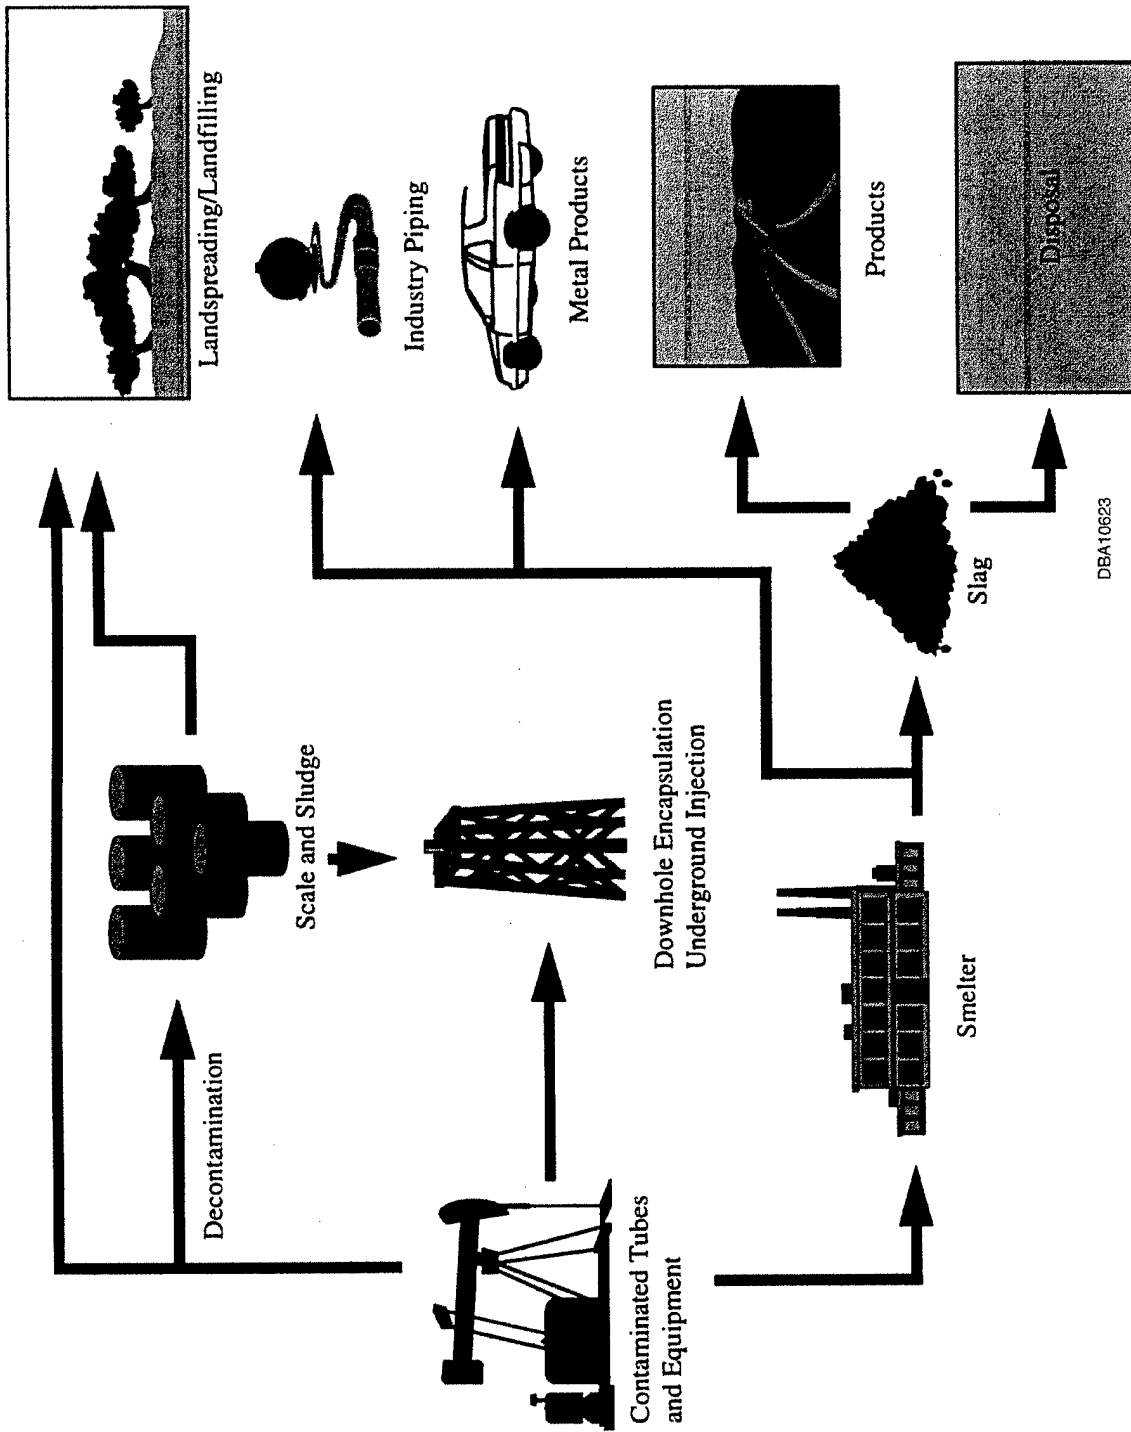 Landspreading/Landfilling
Decontamination
Scale and Sludge
Industry Piping
Metal Products
Contaminated Tubes
and Equipment
Downhole Encapsulation
Underground Injection
Products
Smelter
Slag
Disposal
DBA10623